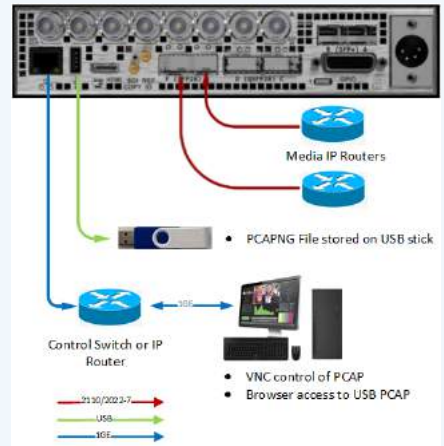 HDMI
Media IP Routers
• PCAPNG File stored on USB stick
1GE
Control Switch or IP
Router
• VNC control of PCAP
• Browser access to USB PCAP
2110/2022-7
USB
1GE